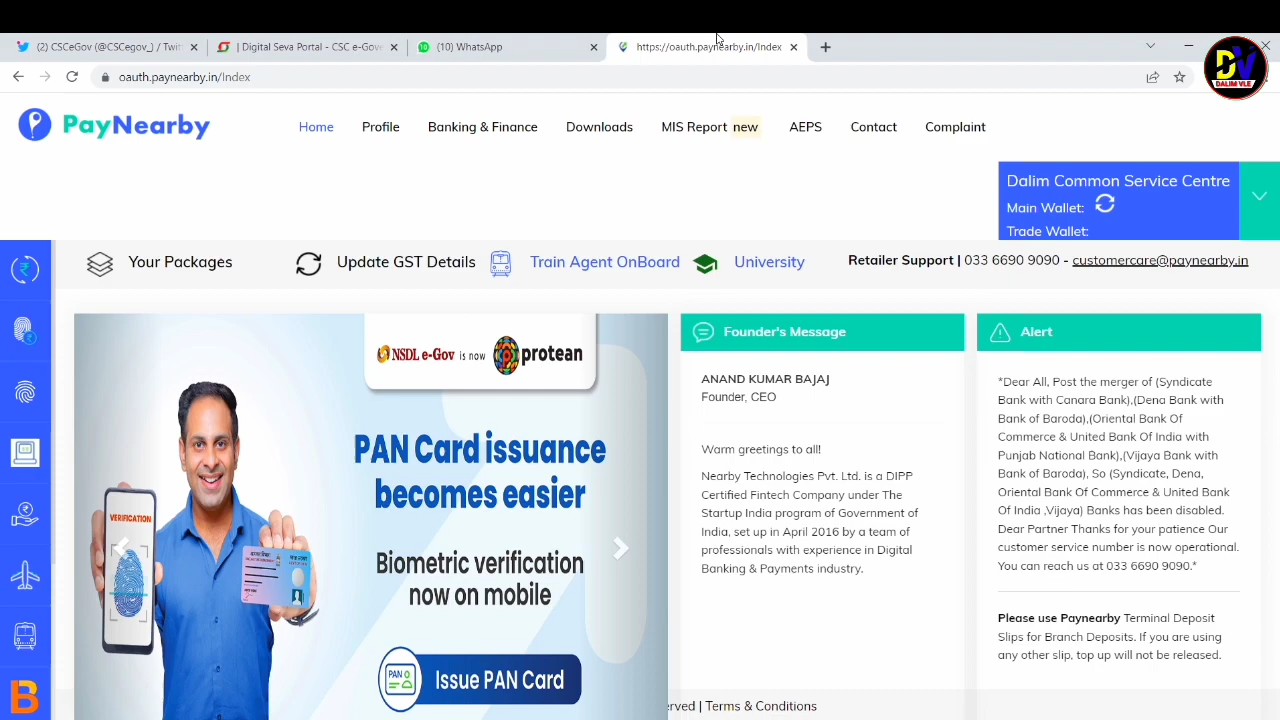 (2) CSCeGov (@CSCegov_) / Twitt
Digital Seva Portal - CSC e-Gove
(10) WhatsApp
https://oauth.paynearby.in/Index
oauth.paynearby.in/Index
DV
DALIM VLE
PayNearby
Home
Profile
Banking & Finance
Downloads
MIS Report new
AEPS
Contact
Complaint
Dalim Common Service Centre
Main Wallet:
Trade Wallet:
Your Packages
Update GST Details
Train Agent OnBoard
University
Retailer Support | 033 6690 9090 - customercare@paynearby.in
NSDL e-Gov is now protean
PAN Card issuance
becomes easier
Biometric verification
now on mobile
VERIFICATION
PAN
Issue PAN Card
Founder's Message
ANAND KUMAR BAJAJ
Founder, CEO
Warm greetings to all!
Nearby Technologies Pvt. Ltd. is a DIPP
Certified Fintech Company under The
Startup India program of Government of
India, set up in April 2016 by a team of
professionals with experience in Digital
Banking & Payments industry.
Alert
*Dear All, Post the merger of (Syndicate
Bank with Canara Bank),(Dena Bank with
Bank of Baroda),(Oriental Bank Of
Commerce & United Bank Of India with
Punjab National Bank),(Vijaya Bank with
Bank of Baroda), So (Syndicate, Dena,
Oriental Bank Of Commerce & United Bank
Of India ,Vijaya) Banks has been disabled.
Dear Partner Thanks for your patience Our
customer service number is now operational.
You can reach us at 033 6690 9090.*
Please use Paynearby Terminal Deposit
Slips for Branch Deposits. If you are using
any other slip, top up will not be released.
erved | Terms & Conditions